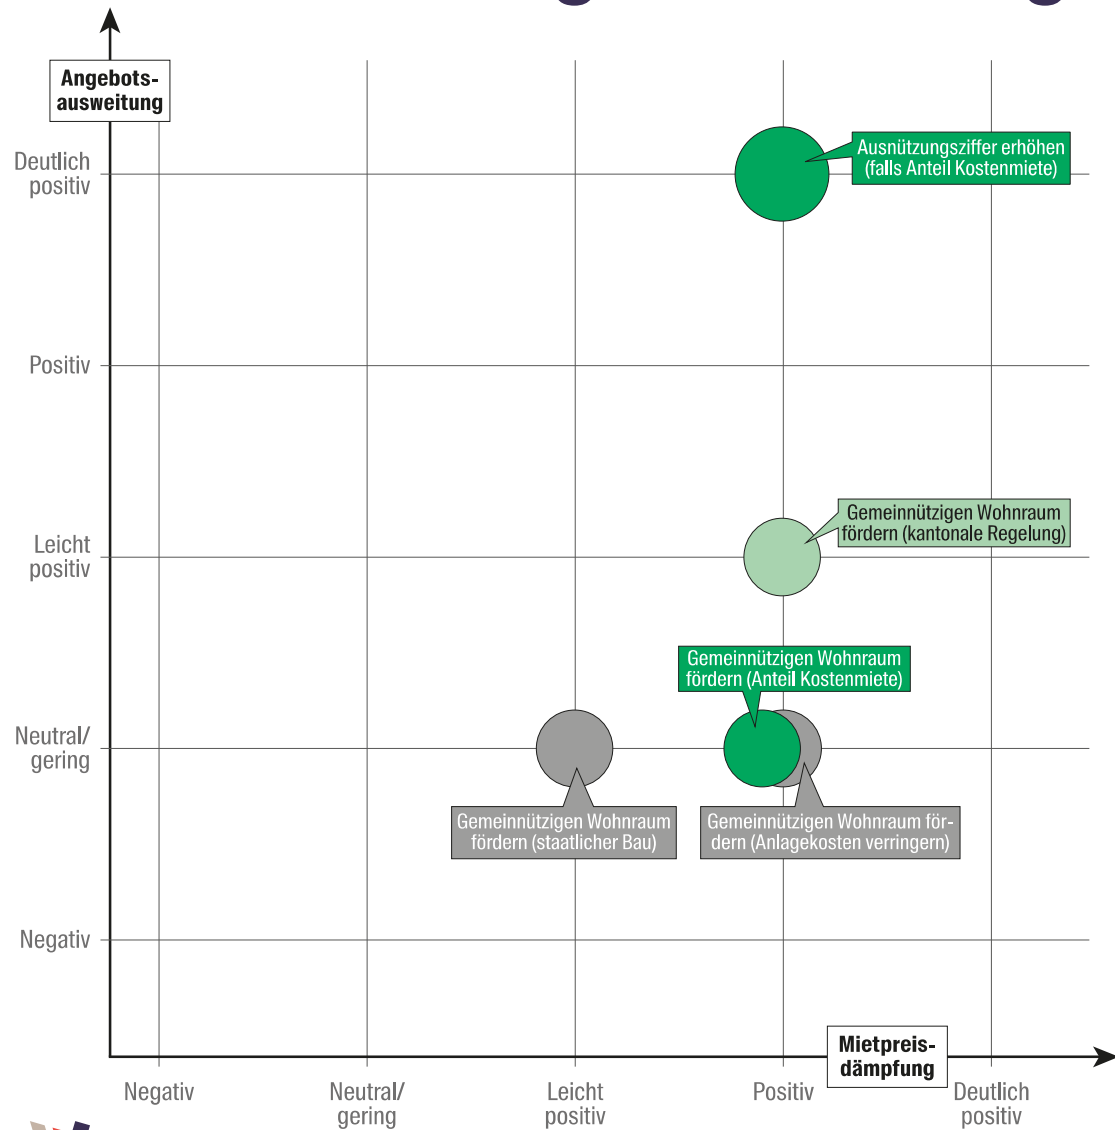 Angebots-
ausweitung
Deutlich
positiv
Ausnützungsziffer erhöhen
(falls Anteil Kostenmiete)
Positiv
Gemeinnützigen Wohnraum
fördern (kantonale Regelung)
Leicht
positiv
Gemeinnützigen Wohnraum
fördern (Anteil Kostenmiete)
Neutral/
gering
Gemeinnützigen Wohnraum
fördern (staatlicher Bau)
Gemeinnützigen Wohnraum för-
dern (Anlagekosten verringern)
Negativ
Mietpreis-
dämpfung
Negativ
Neutral/
gering
Leicht
positiv
Positiv
Deutlich
positiv